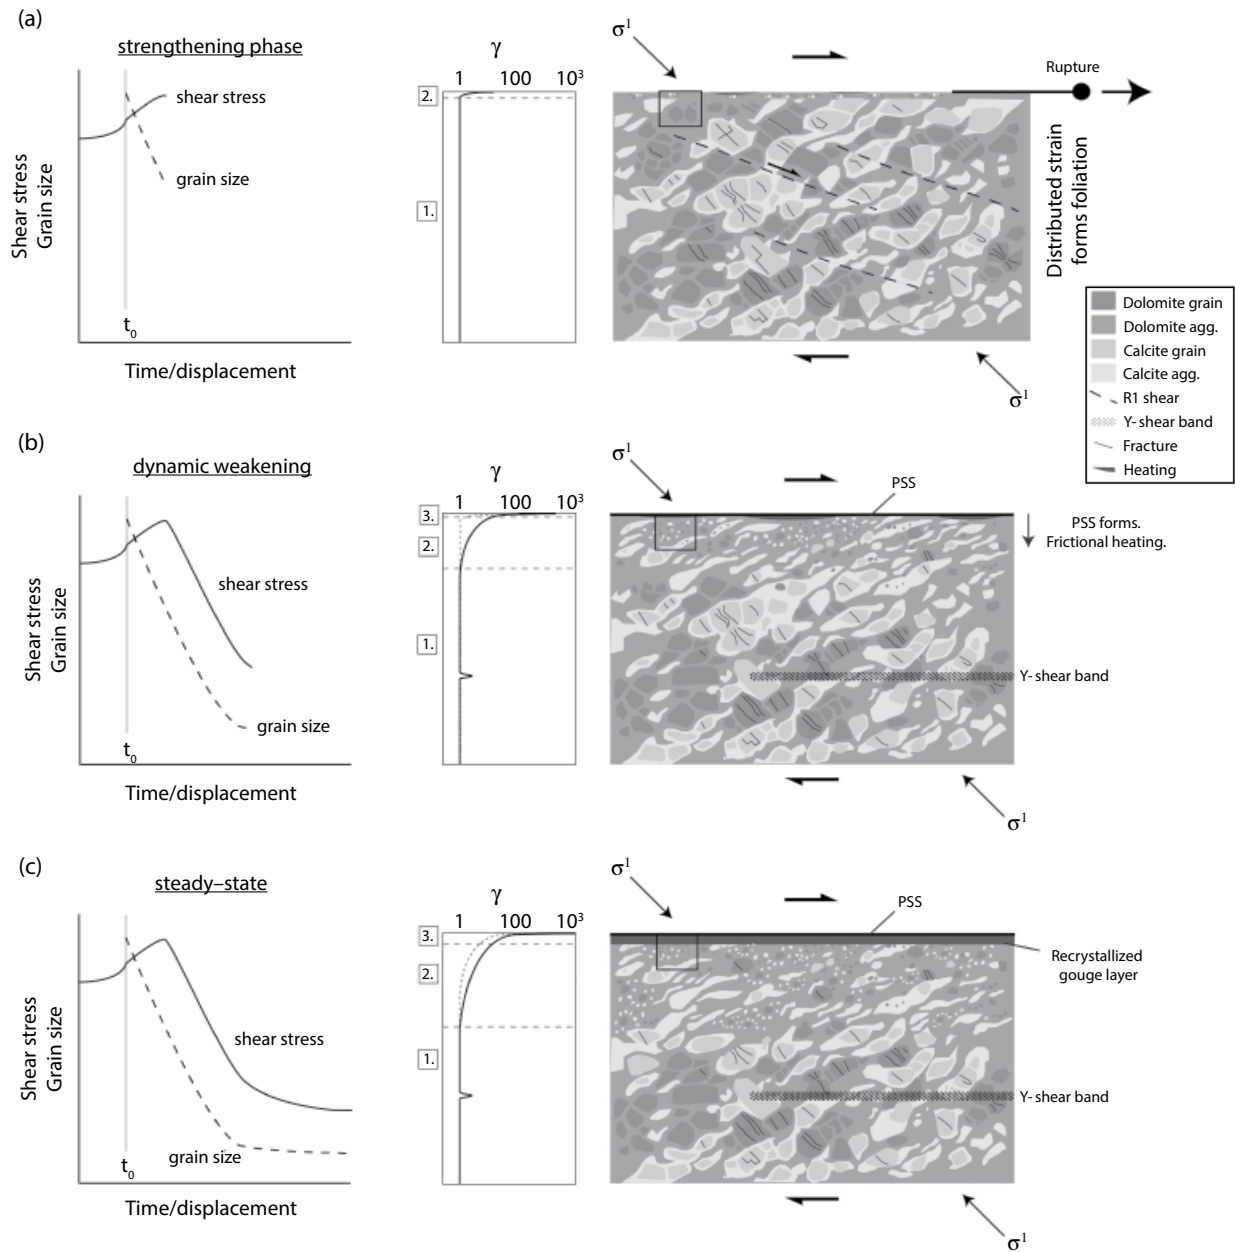 (a)
strengthening phase
shear stress
grain size
Shear stress
Grain size
t0
Time/displacement
γ
1 100 10³
2.
1.
σ¹
Rupture
Distributed strain
forms foliation
σ¹
Dolomite grain
Dolomite agg.
Calcite grain
Calcite agg.
R1 shear
Y- shear band
Fracture
Heating
(b)
dynamic weakening
shear stress
grain size
Shear stress
Grain size
t0
Time/displacement
γ
1 100 10³
3.
2.
1.
σ¹
PSS
PSS forms.
Frictional heating.
Y- shear band
σ¹
(c)
steady–state
shear stress
grain size
Shear stress
Grain size
t0
Time/displacement
γ
1 100 10³
3.
2.
1.
σ¹
PSS
Recrystallized
gouge layer
Y- shear band
σ¹